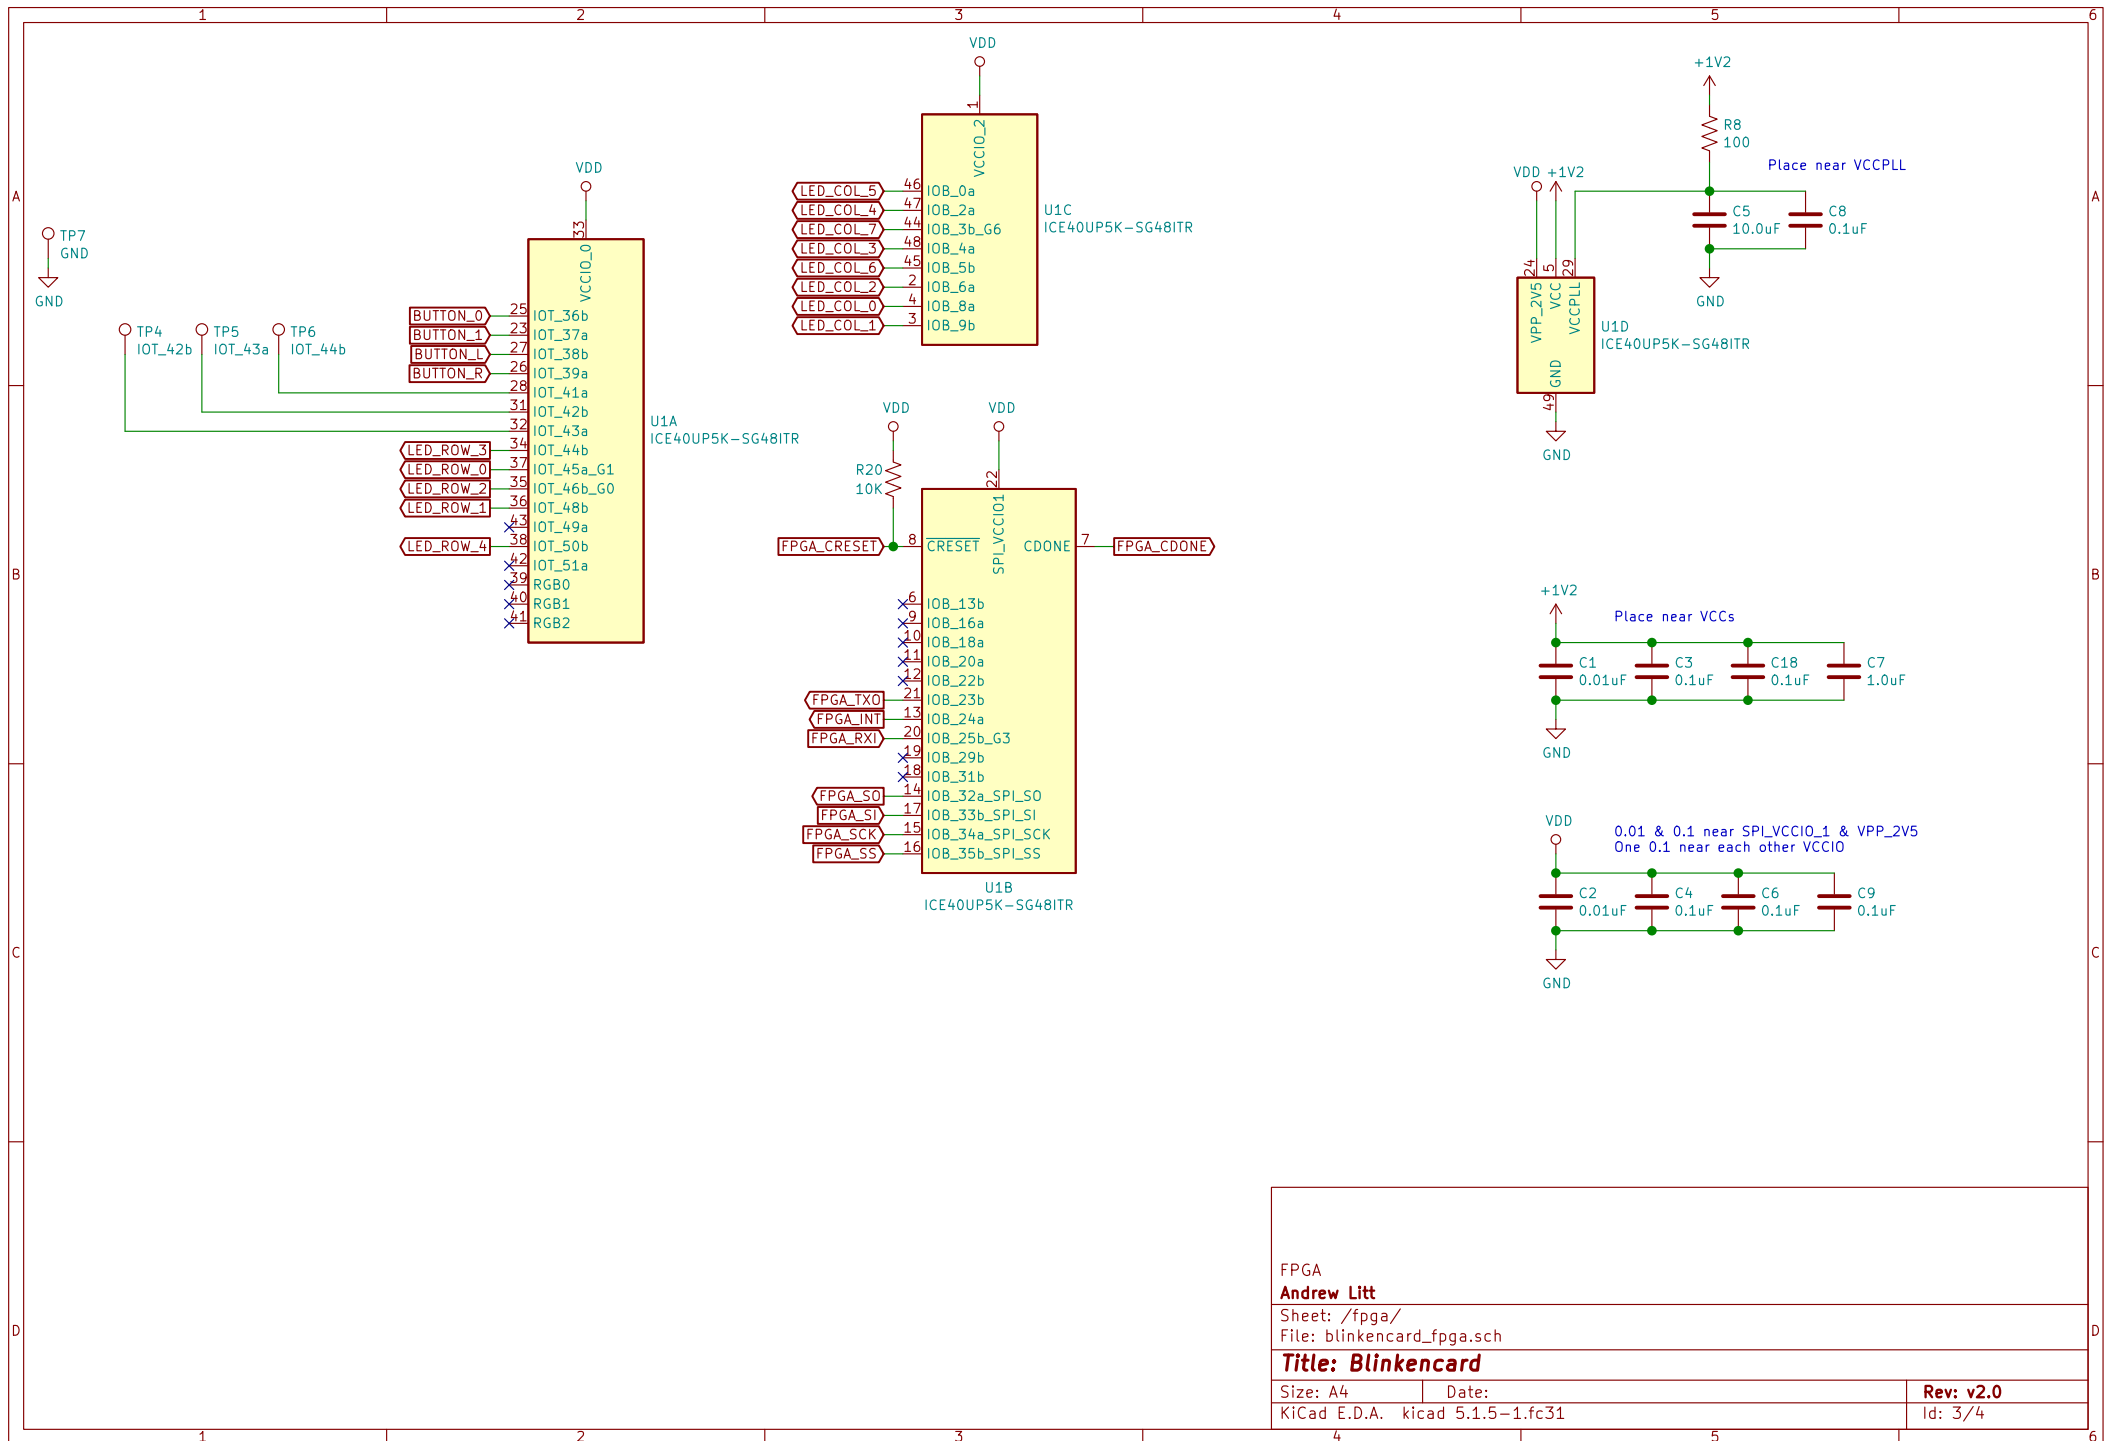 1 2 3 4 5 6
A
B
C
D
A
B
C
D
TP7
GND
GND
TP4
IOT_42b
TP5
IOT_43a
TP6
IOT_44b
VDD
33
VCCIO_0
BUTTON_0 25 IOT_36b
BUTTON_1 23 IOT_37a
BUTTON_L 27 IOT_38b
BUTTON_R 26 IOT_39a
28 IOT_41a
31 IOT_42b
32 IOT_43a
LED_ROW_3 34 IOT_44b
LED_ROW_0 37 IOT_45a_G1
LED_ROW_2 35 IOT_46b_G0
LED_ROW_1 36 IOT_48b
43 IOT_49a
LED_ROW_4 38 IOT_50b
42 IOT_51a
39 RGB0
40 RGB1
41 RGB2
U1A
ICE40UP5K-SG48ITR
VDD
1
VCCIO_2
LED_COL_5 46 IOB_0a
LED_COL_4 47 IOB_2a
LED_COL_7 44 IOB_3b_G6
LED_COL_3 48 IOB_4a
LED_COL_6 45 IOB_5b
LED_COL_2 2 IOB_6a
LED_COL_0 4 IOB_8a
LED_COL_1 3 IOB_9b
U1C
ICE40UP5K-SG48ITR
VDD
R20
10K
VDD
22
SPI_VCCIO1
FPGA_CRESET 8 CRESET
CDONE 7 FPGA_CDONE
6 IOB_13b
9 IOB_16a
10 IOB_18a
11 IOB_20a
12 IOB_22b
FPGA_TXO 21 IOB_23b
FPGA_INT 13 IOB_24a
FPGA_RXI 20 IOB_25b_G3
19 IOB_29b
18 IOB_31b
FPGA_SO 14 IOB_32a_SPI_SO
FPGA_SI 17 IOB_33b_SPI_SI
FPGA_SCK 15 IOB_34a_SPI_SCK
FPGA_SS 16 IOB_35b_SPI_SS
U1B
ICE40UP5K-SG48ITR
+1V2
R8
100
Place near VCCPLL
C5
10.0uF
C8
0.1uF
GND
VDD +1V2
24 5 29
VPP_2V5 VCC VCCPLL
GND
49
U1D
ICE40UP5K-SG48ITR
GND
+1V2
Place near VCCs
C1
0.01uF
C3
0.1uF
C18
0.1uF
C7
1.0uF
GND
VDD
0.01 & 0.1 near SPI_VCCIO_1 & VPP_2V5
One 0.1 near each other VCCIO
C2
0.01uF
C4
0.1uF
C6
0.1uF
C9
0.1uF
GND
FPGA
Andrew Litt
Sheet: /fpga/
File: blinkencard_fpga.sch
Title: Blinkencard
Size: A4 Date: Rev: v2.0
KiCad E.D.A. kicad 5.1.5-1.fc31 Id: 3/4
1 2 3 4 5 6